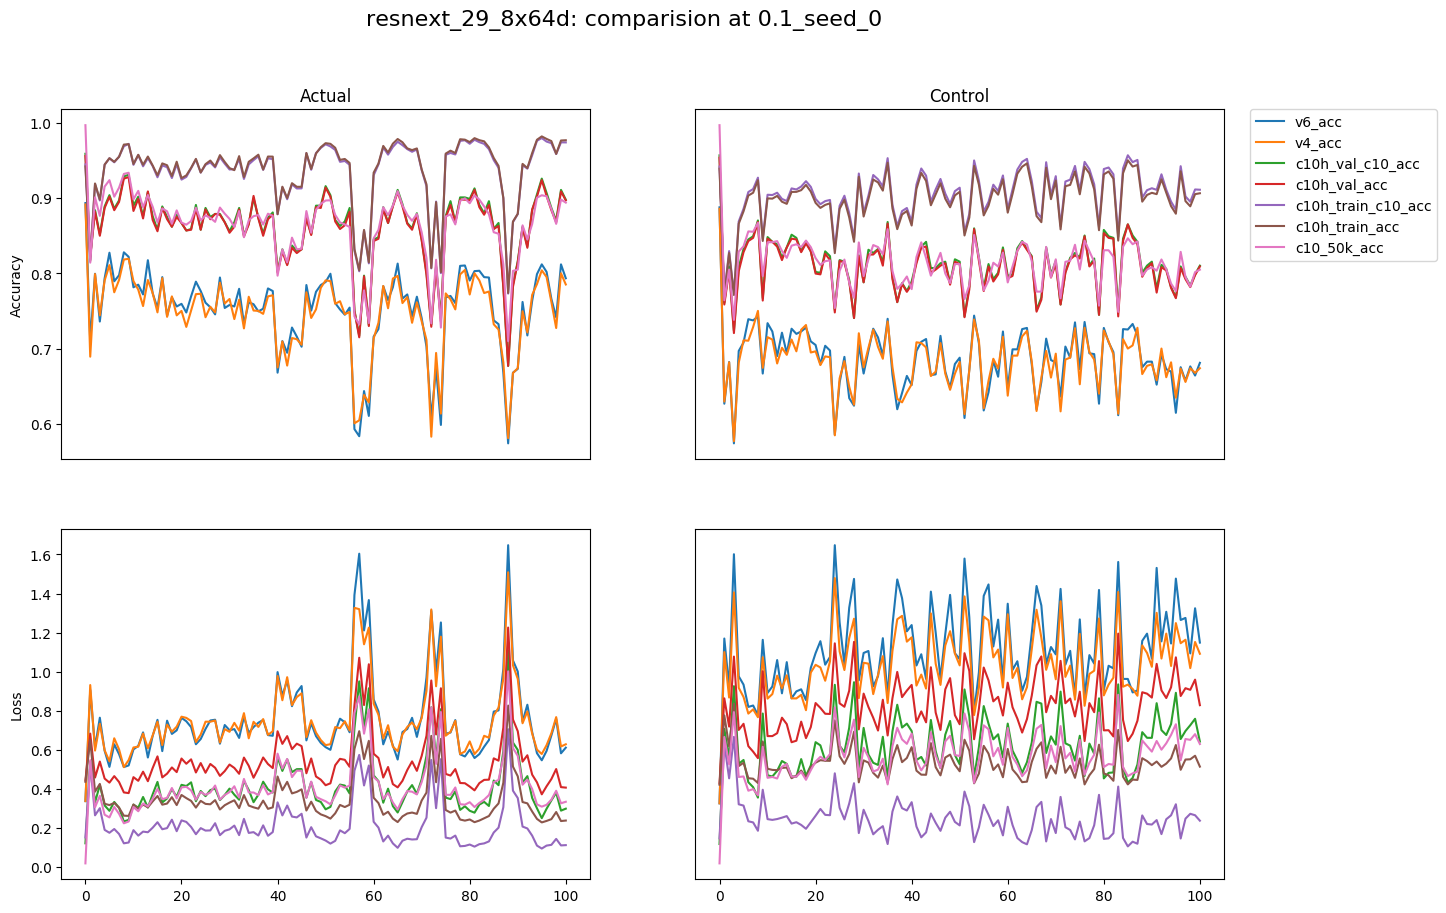 resnext_29_8x64d: comparision at 0.1_seed_0
Actual
Control
Accuracy
1.0
0.9
0.8
0.7
0.6
v6_acc
v4_acc
c10h_val_c10_acc
c10h_val_acc
c10h_train_c10_acc
c10h_train_acc
c10_50k_acc
Loss
1.6
1.4
1.2
1.0
0.8
0.6
0.4
0.2
0.0
0 20 40 60 80 100
0 20 40 60 80 100